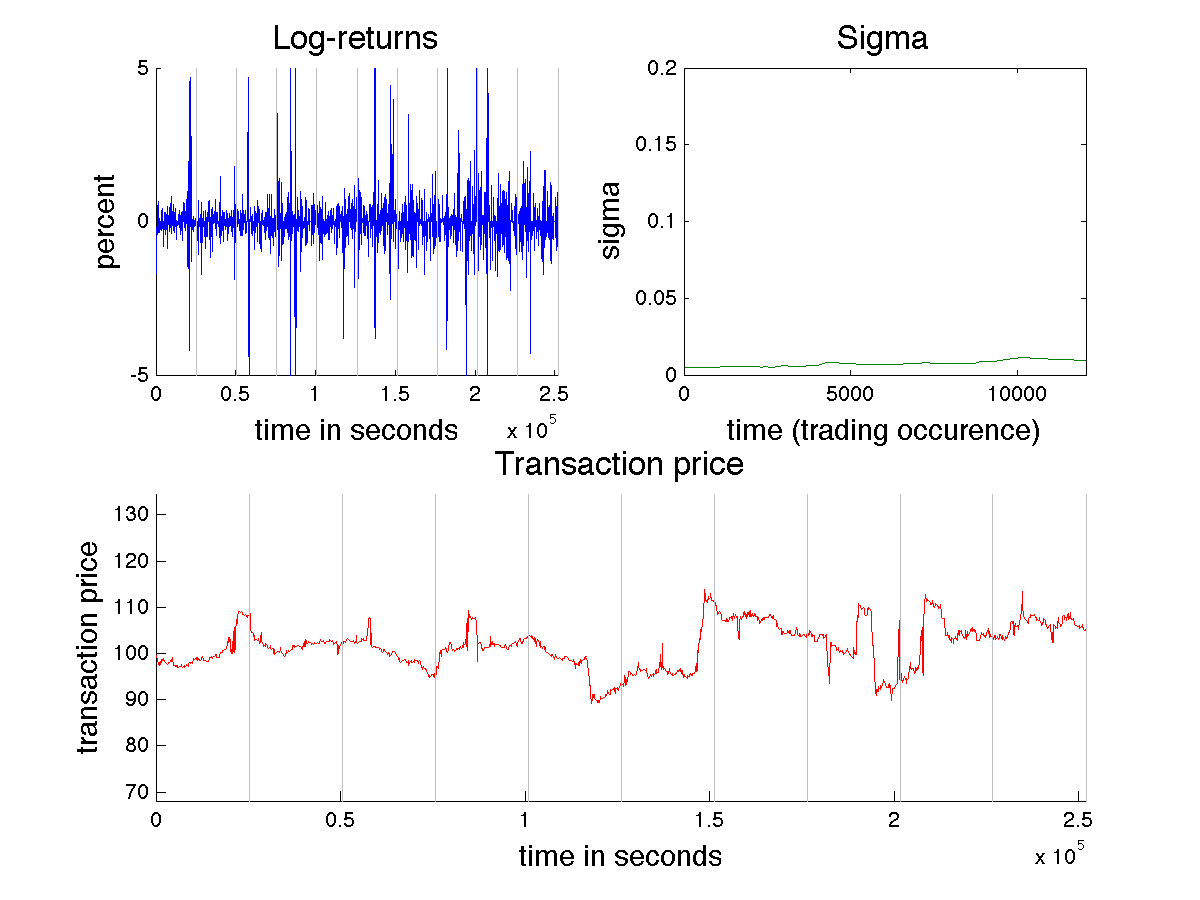 Log-returns
5
0
-5
percent
0
0.5
1
1.5
2
2.5
x 10^5
time in seconds
Sigma
0.2
0.15
0.1
0.05
0
sigma
0
5000
10000
time (trading occurence)
Transaction price
130
120
110
100
90
80
70
transaction price
0
0.5
1
1.5
2
2.5
x 10^5
time in seconds